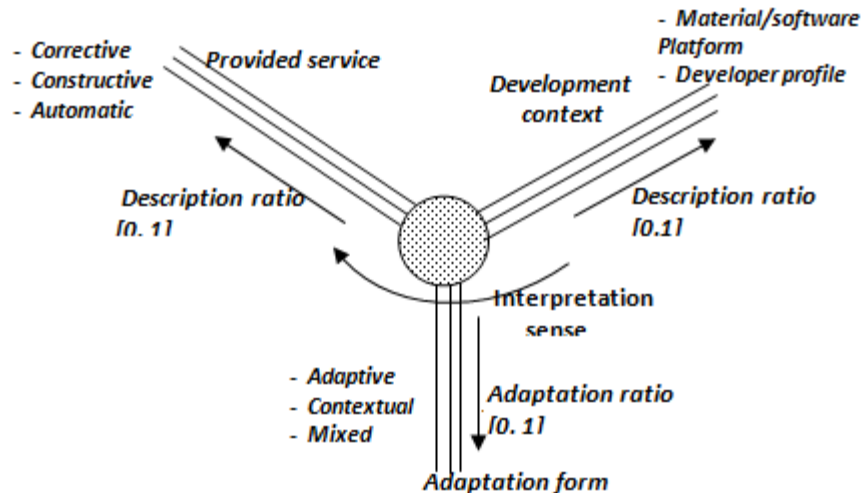 - Corrective
- Constructive
- Automatic
Provided service
Development
context
- Material/software
Platform
- Developer profile
Description ratio
[0. 1]
Description ratio
[0.1]
Interpretation
sense
- Adaptive
- Contextual
- Mixed
Adaptation ratio
[0. 1]
Adaptation form